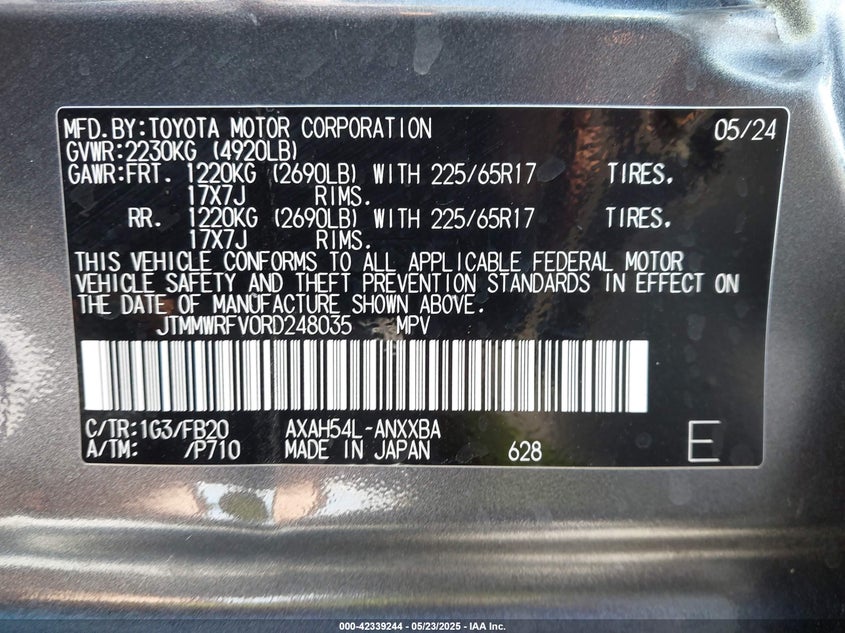 MFD.BY:TOYOTA MOTOR CORPORATION 05/24
GVWR:2230KG (4920LB)
GAWR:FRT. 1220KG (2690LB) WITH 225/65R17 TIRES.
17X7J RIMS.
RR. 1220KG (2690LB) WITH 225/65R17 TIRES.
17X7J RIMS.
THIS VEHICLE CONFORMS TO ALL APPLICABLE FEDERAL MOTOR
VEHICLE SAFETY AND THEFT PREVENTION STANDARDS IN EFFECT ON
THE DATE OF MANUFACTURE SHOWN ABOVE.
JTMMWRFV0RD248035 MPV
C/TR:1G3/FB20 AXAH54L-ANXXBA
A/TM: /P710 MADE IN JAPAN 628 E
000-42339244 - 05/23/2025 - IAA Inc.